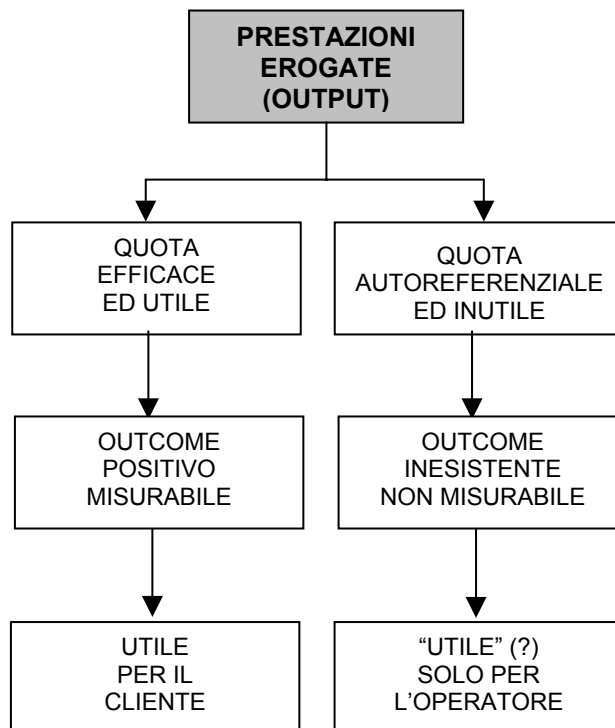 PRESTAZIONI
EROGATE
(OUTPUT)
QUOTA
EFFICACE
ED UTILE
QUOTA
AUTOREFERENZIALE
ED INUTILE
OUTCOME
POSITIVO
MISURABILE
OUTCOME
INESISTENTE
NON MISURABILE
UTILE
PER IL
CLIENTE
“UTILE” (?)
SOLO PER
L’OPERATORE